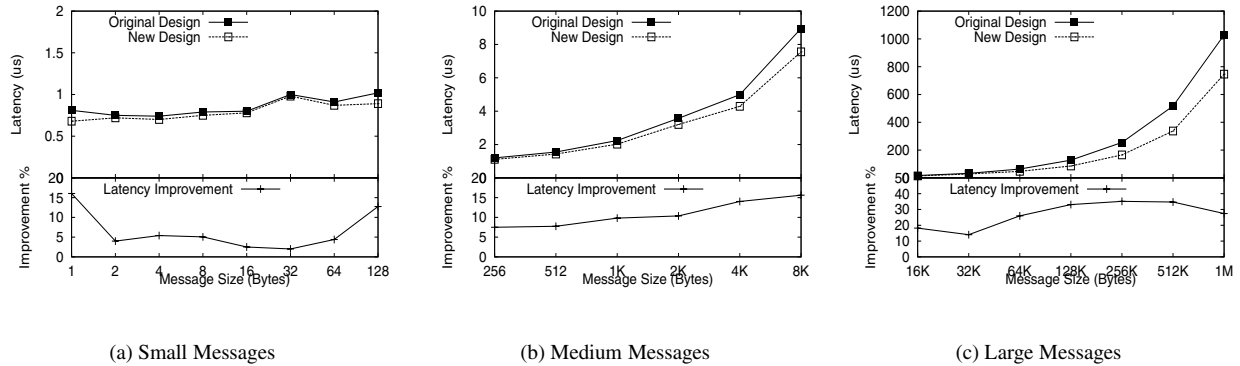 2
1
0.5
0
Latency (us)
Original Design
New Design
20
15
10
5
0
Improvement %
Latency Improvement
1 2 4 8 16 32 64 128
Message Size (Bytes)
(a) Small Messages
10
8
6
4
2
0
Latency (us)
Original Design
New Design
20
15
10
5
0
Improvement %
Latency Improvement
256 512 1K 2K 4K 8K
Message Size (Bytes)
(b) Medium Messages
1200
1000
800
600
400
200
0
Latency (us)
Original Design
New Design
50
40
30
20
10
0
Improvement %
Latency Improvement
16K 32K 64K 128K 256K 512K 1M
Message Size (Bytes)
(c) Large Messages